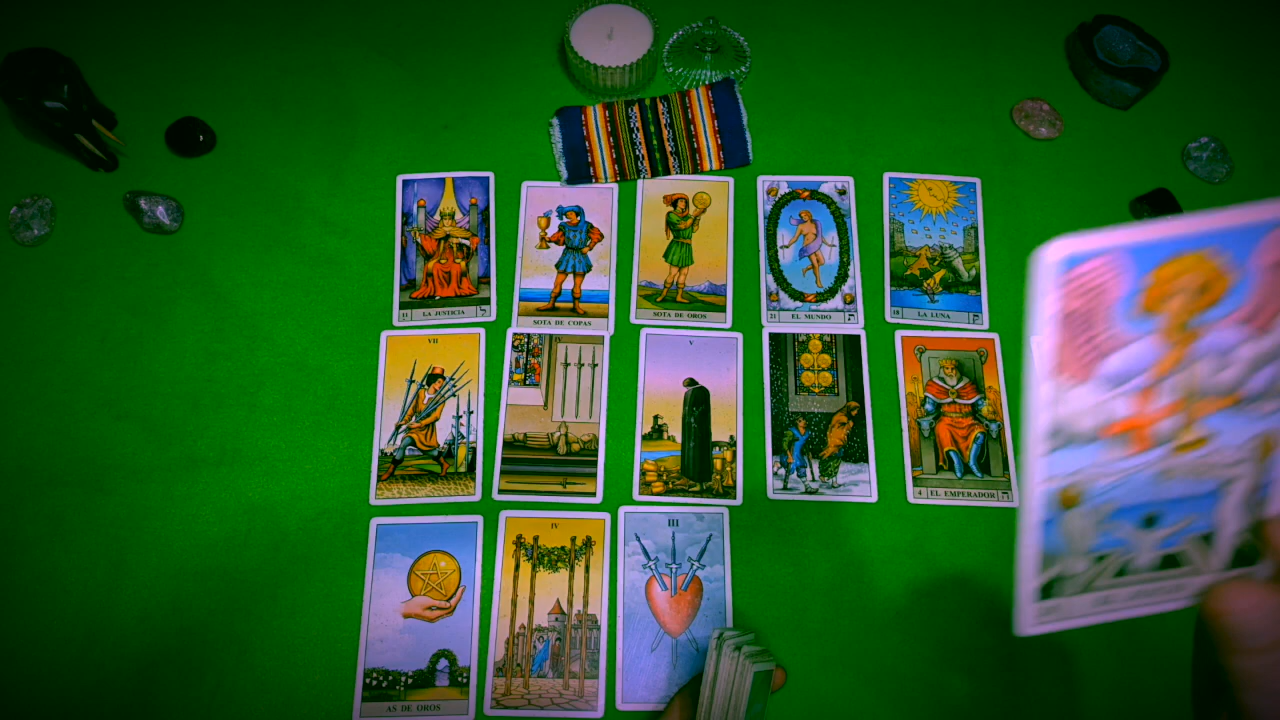 11 LA JUSTICIA ל
SOTA DE COPAS
SOTA DE OROS
21 EL MUNDO ת
18 LA LUNA ק
VII
V
4 EL EMPERADOR ה
AS DE OROS
IV
III